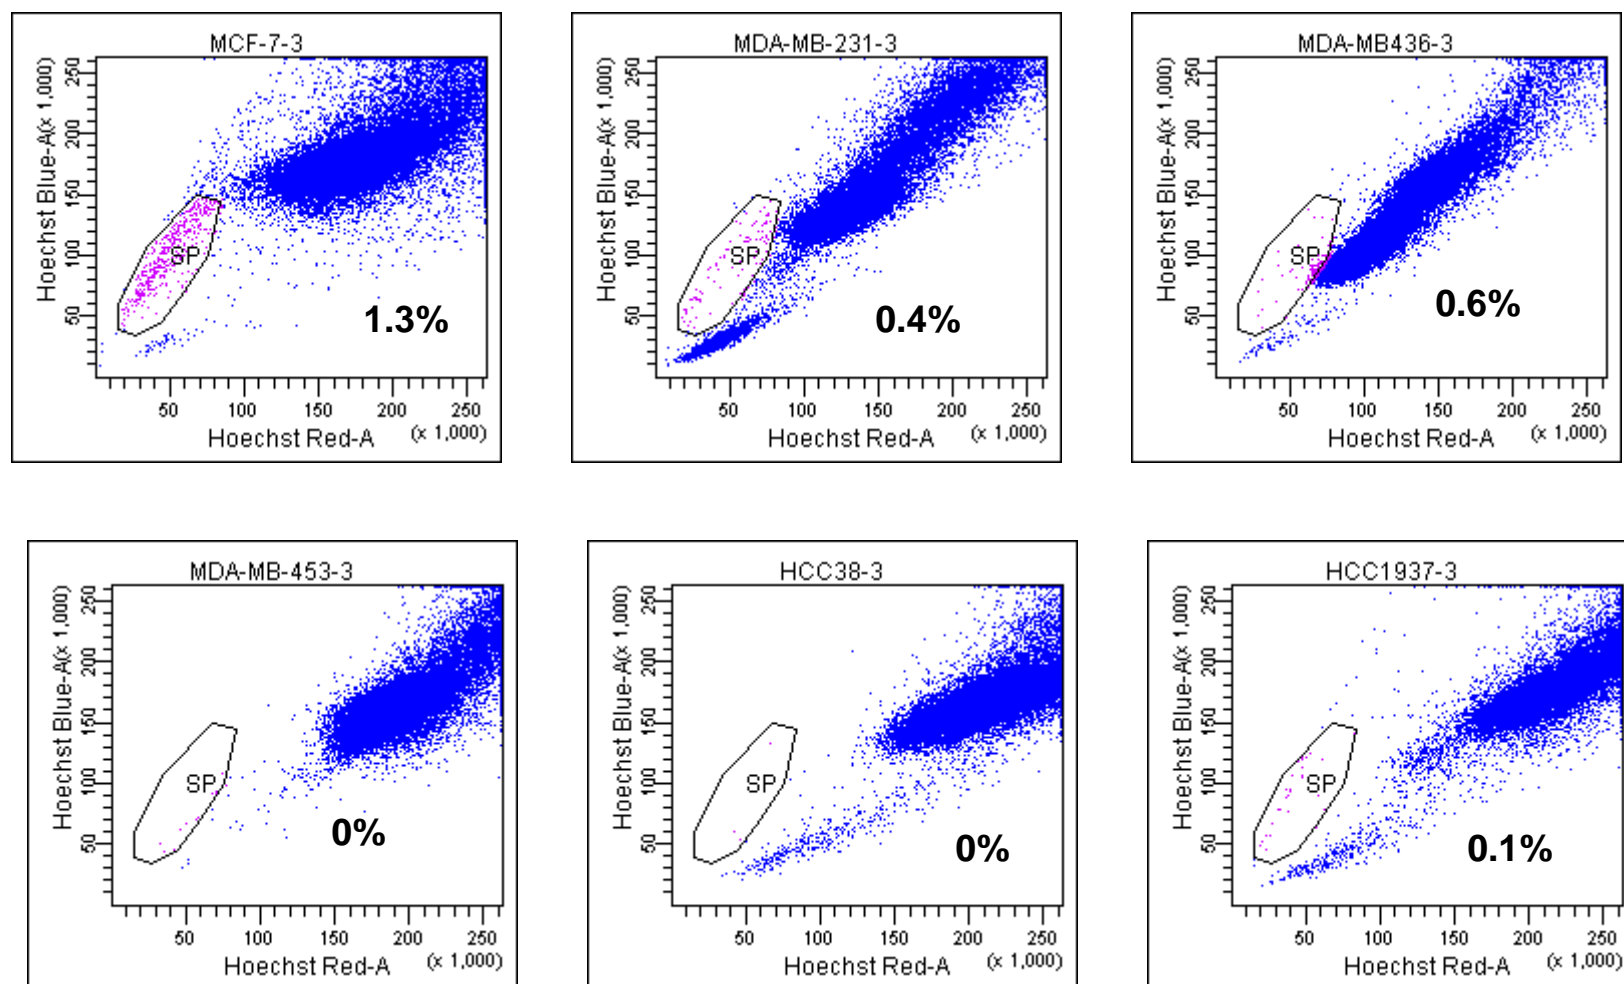 MCF-7-3
Hoechst Blue-A(x 1,000)
250
200
150
100
50
SP
1.3%
50 100 150 200 250
Hoechst Red-A (x 1,000)
MDA-MB-231-3
Hoechst Blue-A(x 1,000)
250
200
150
100
50
SP
0.4%
50 100 150 200 250
Hoechst Red-A (x 1,000)
MDA-MB436-3
Hoechst Blue-A(x 1,000)
250
200
150
100
50
SP
0.6%
50 100 150 200 250
Hoechst Red-A (x 1,000)
MDA-MB-453-3
Hoechst Blue-A(x 1,000)
250
200
150
100
50
SP
0%
50 100 150 200 250
Hoechst Red-A (x 1,000)
HCC38-3
Hoechst Blue-A(x 1,000)
250
200
150
100
50
SP
0%
50 100 150 200 250
Hoechst Red-A (x 1,000)
HCC1937-3
Hoechst Blue-A(x 1,000)
250
200
150
100
50
SP
0.1%
50 100 150 200 250
Hoechst Red-A (x 1,000)